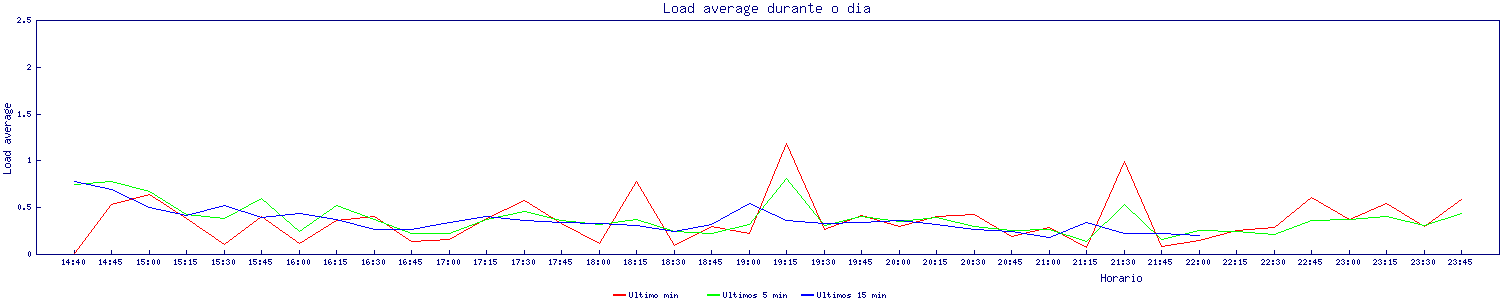 Load average durante o dia
2.5
2
1.5
1
0.5
0
Load average
14:40 14:45 15:00 15:15 15:30 15:45 16:00 16:15 16:30 16:45 17:00 17:15 17:30 17:45 18:00 18:15 18:30 18:45 19:00 19:15 19:30 19:45 20:00 20:15 20:30 20:45 21:00 21:15 21:30 21:45 22:00 22:15 22:30 22:45 23:00 23:15 23:30 23:45
Horario
Ultimo min Ultimos 5 min Ultimos 15 min